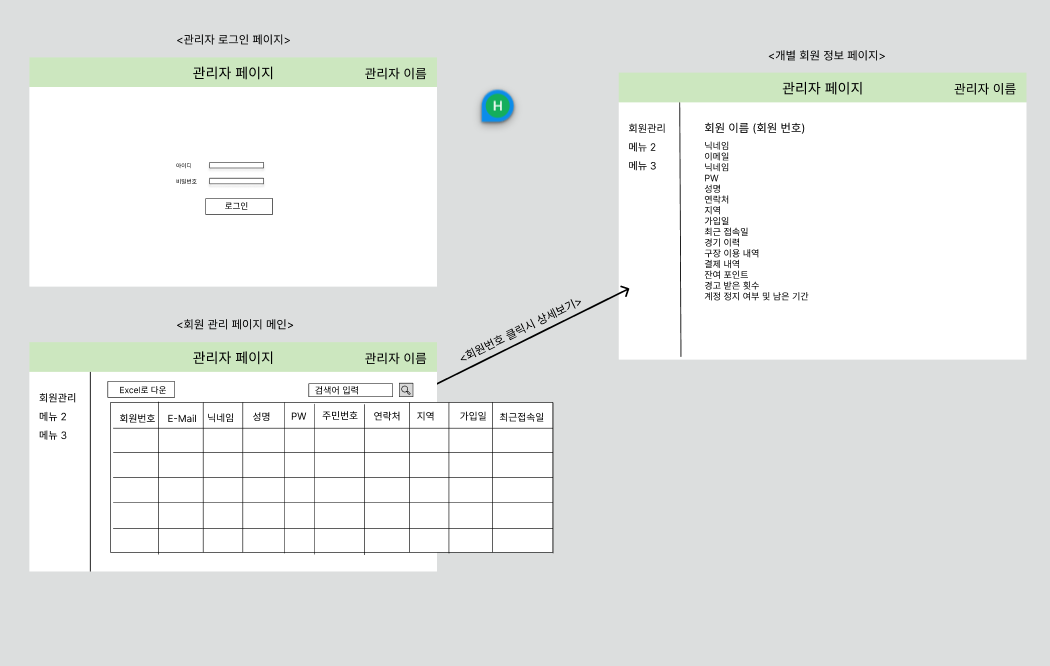 <관리자 로그인 페이지>
관리자 페이지
관리자 이름
아이디
비밀번호
로그인
H
<개별 회원 정보 페이지>
관리자 페이지
관리자 이름
회원관리
메뉴 2
메뉴 3
회원 이름 (회원 번호)
닉네임
이메일
닉네임
PW
성명
연락처
지역
가입일
최근 접속일
경기 이력
구장 이용 내역
결제 내역
잔여 포인트
경고 받은 횟수
계정 정지 여부 및 남은 기간
<회원번호 클릭시 상세보기>
<회원 관리 페이지 메인>
관리자 페이지
관리자 이름
회원관리
메뉴 2
메뉴 3
Excel로 다운
검색어 입력
회원번호 E-Mail 닉네임 성명 PW 주민번호 연락처 지역 가입일 최근접속일